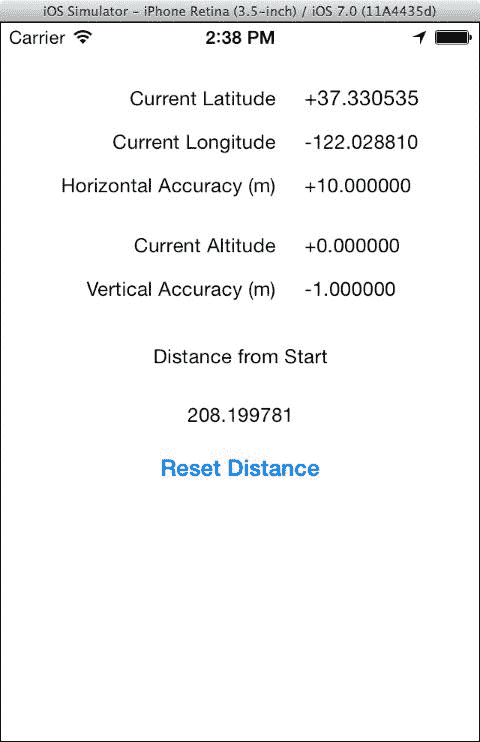 iOS Simulator - iPhone Retina (3.5-inch) / iOS 7.0 (11A4435d)
Carrier 2:38 PM
Current Latitude +37.330535
Current Longitude -122.028810
Horizontal Accuracy (m) +10.000000
Current Altitude +0.000000
Vertical Accuracy (m) -1.000000
Distance from Start
208.199781
Reset Distance